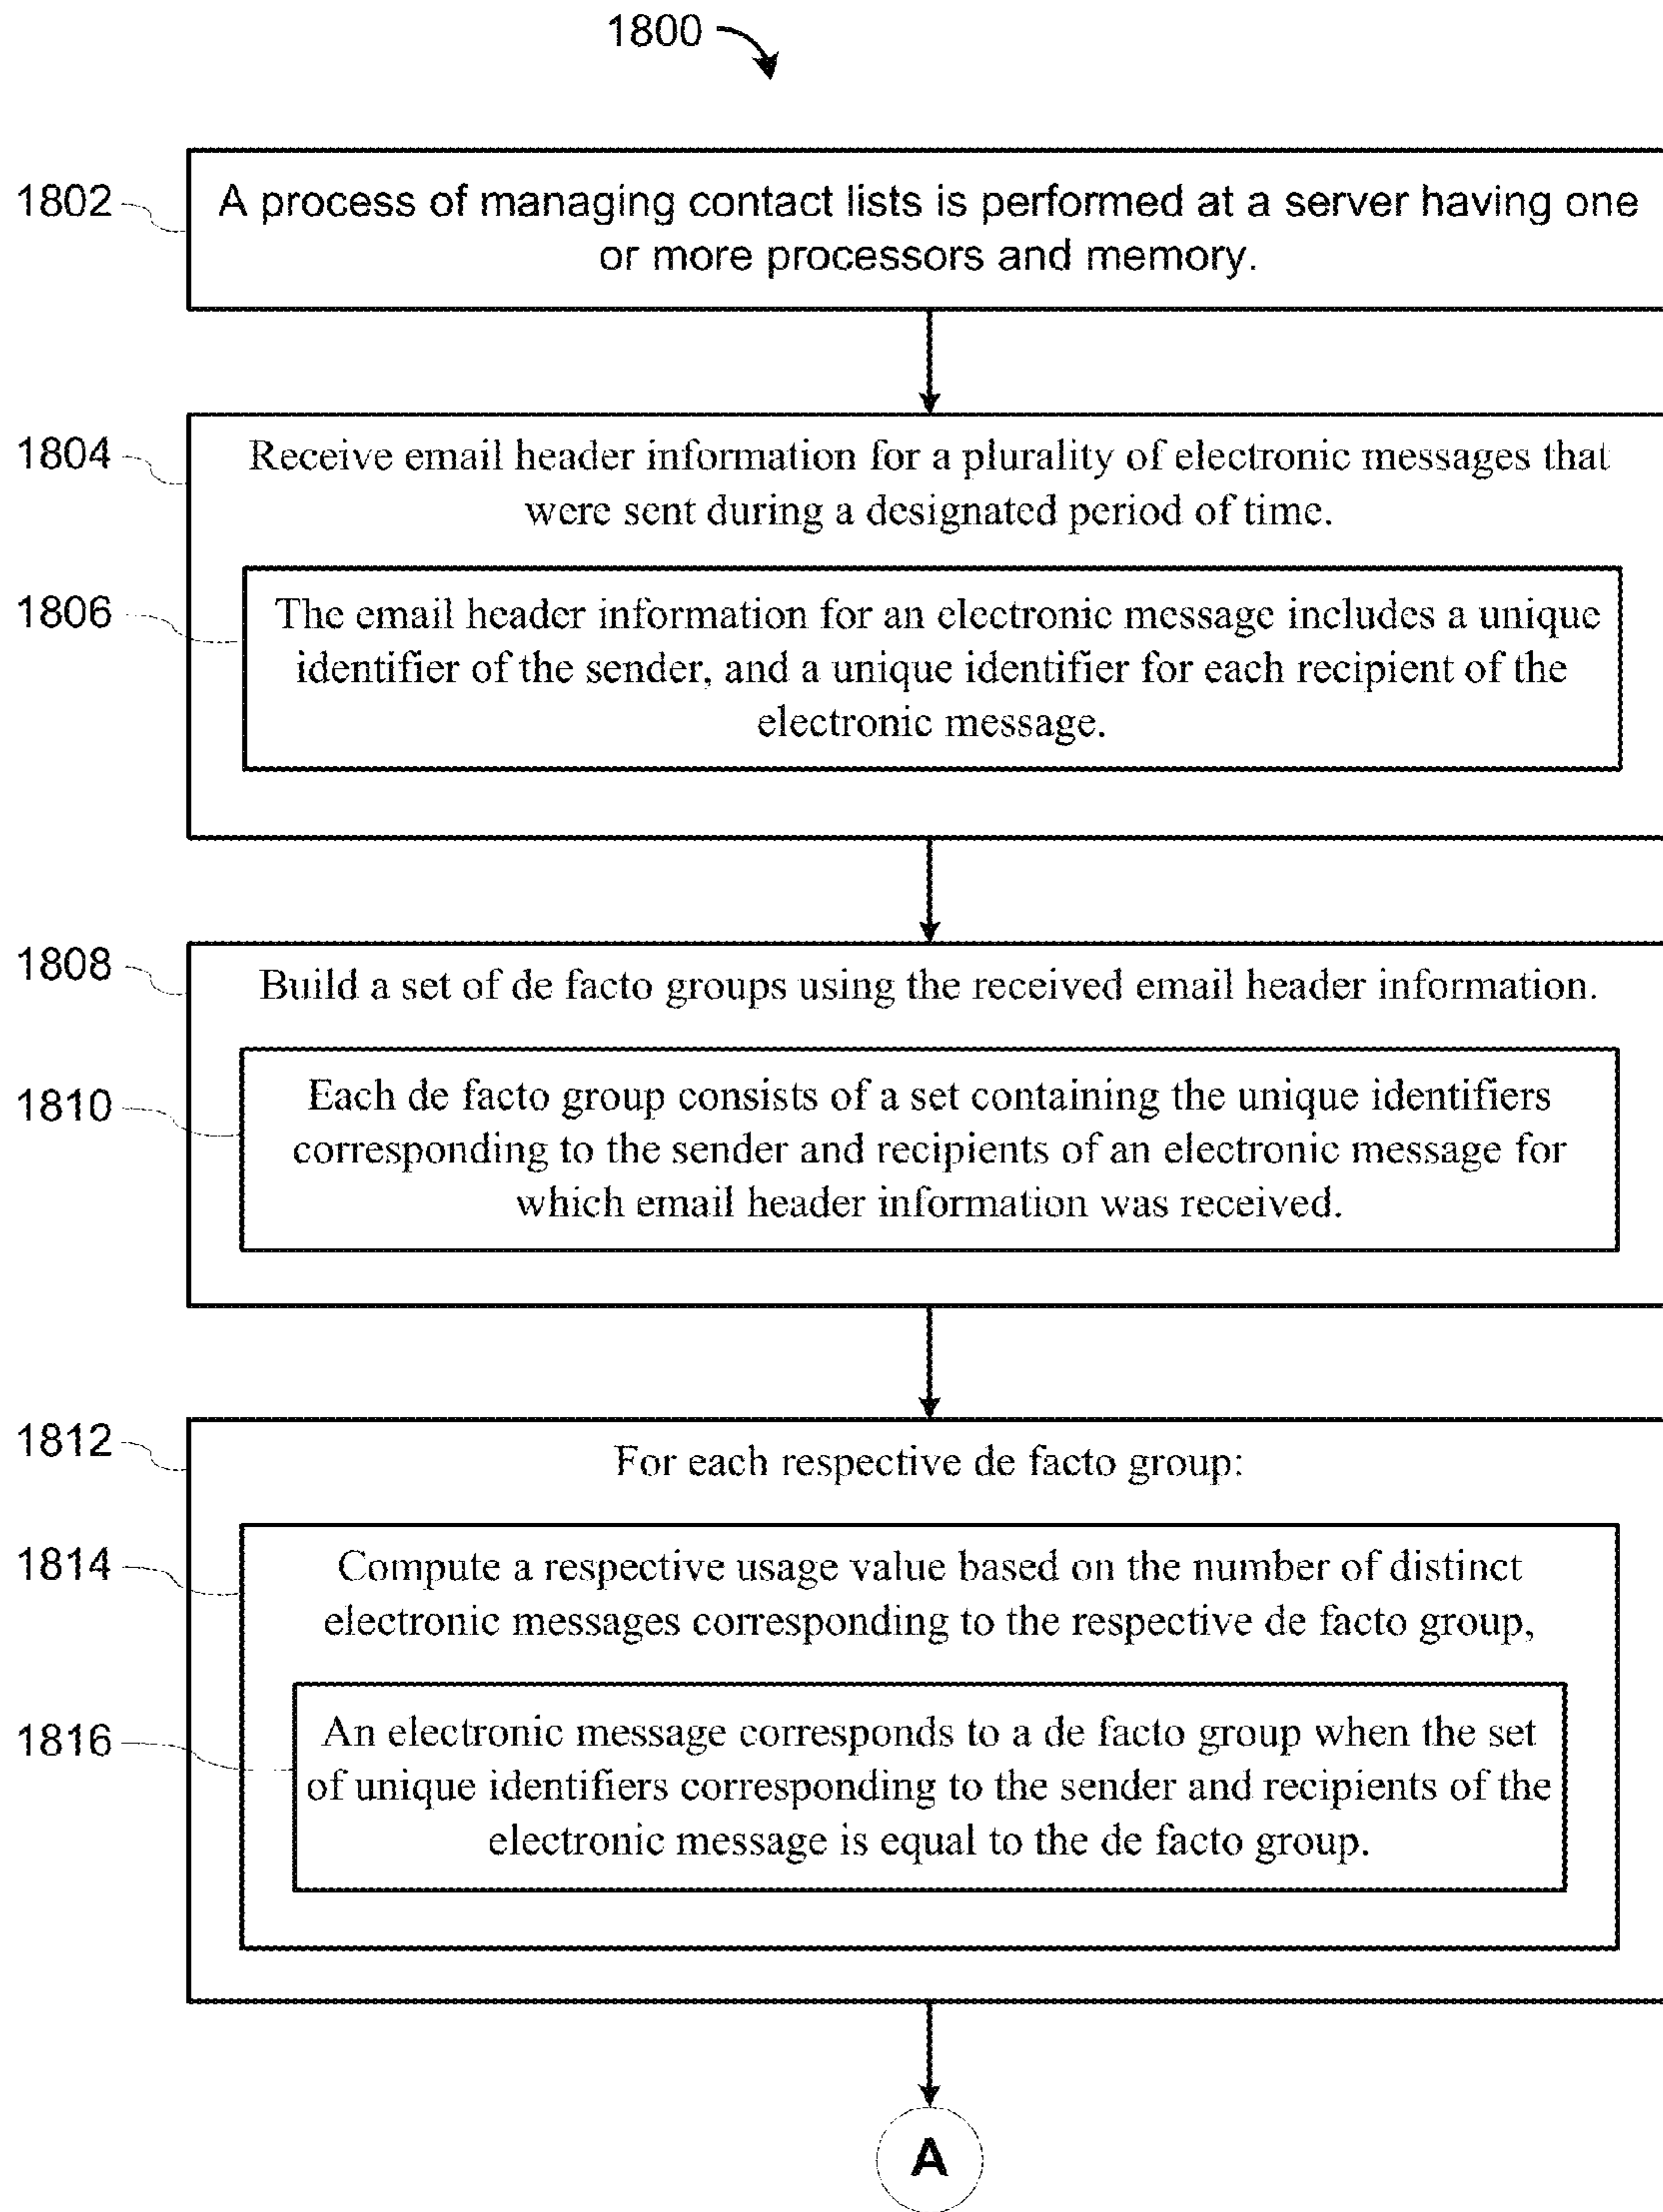 1800
1802
A process of managing contact lists is performed at a server having one
or more processors and memory.
1804
Receive email header information for a plurality of electronic messages that
were sent during a designated period of time.
1806
The email header information for an electronic message includes a unique
identifier of the sender, and a unique identifier for each recipient of the
electronic message.
1808
Build a set of de facto groups using the received email header information.
1810
Each de facto group consists of a set containing the unique identifiers
corresponding to the sender and recipients of an electronic message for
which email header information was received.
1812
For each respective de facto group:
1814
Compute a respective usage value based on the number of distinct
electronic messages corresponding to the respective de facto group,
1816
An electronic message corresponds to a de facto group when the set
of unique identifiers corresponding to the sender and recipients of the
electronic message is equal to the de facto group.
A